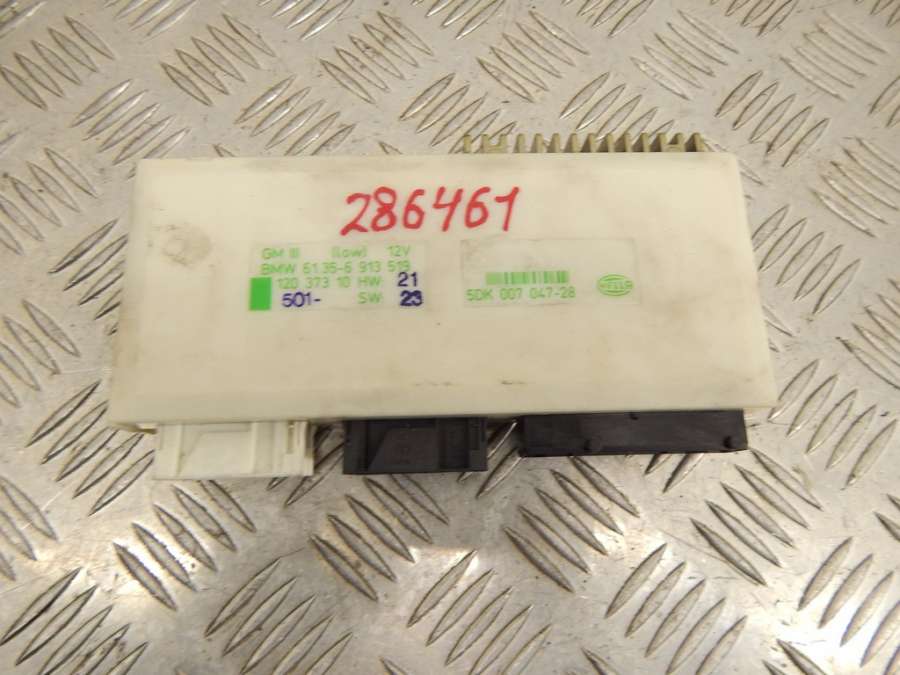 286461
GM III (low) 12V
BMW 61.35-6 913 519
120 373 10 HW 21
501- SW 23
5DK 007 047-28
HELLA